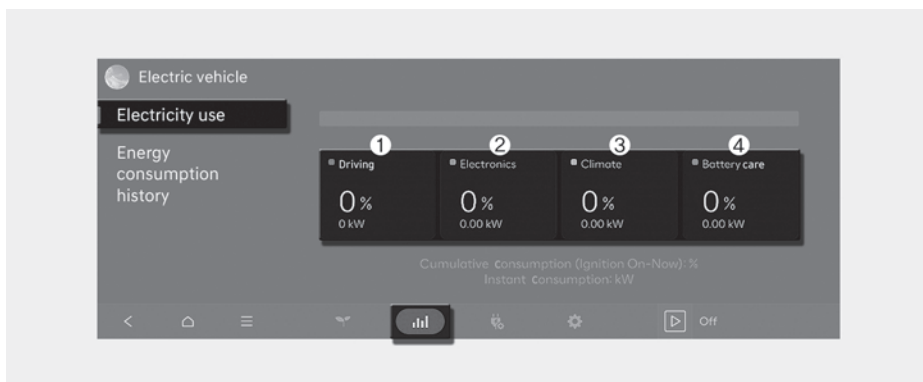 Electric vehicle
Electricity use
Energy
consumption
history
1 2 3 4
Driving Electronics Climate Battery care
0 % 0 % 0 % 0 %
0 kW 0.00 kW 0.00 kW 0.00 kW
Cumulative consumption (Ignition On-Now): %
Instant consumption: kW
Off